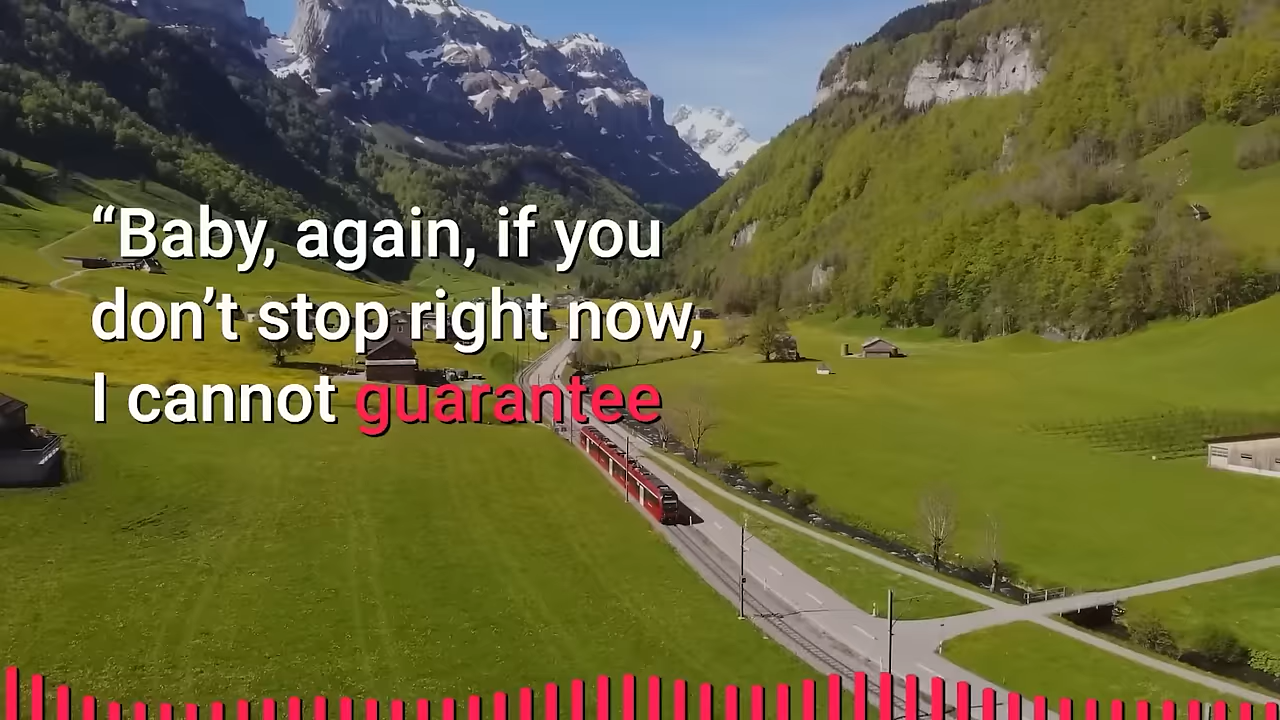 “Baby, again, if you
don’t stop right now,
I cannot guarantee